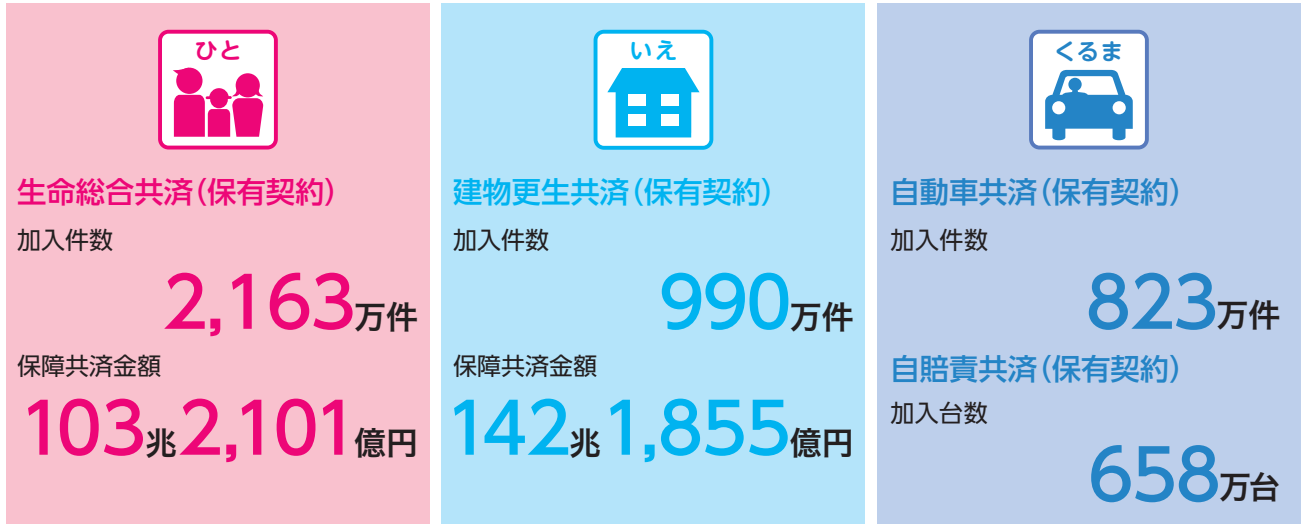 ひと
生命総合共済(保有契約)
加入件数
2,163万件
保障共済金額
103兆2,101億円
いえ
建物更生共済(保有契約)
加入件数
990万件
保障共済金額
142兆1,855億円
くるま
自動車共済(保有契約)
加入件数
823万件
自賠責共済(保有契約)
加入台数
658万台